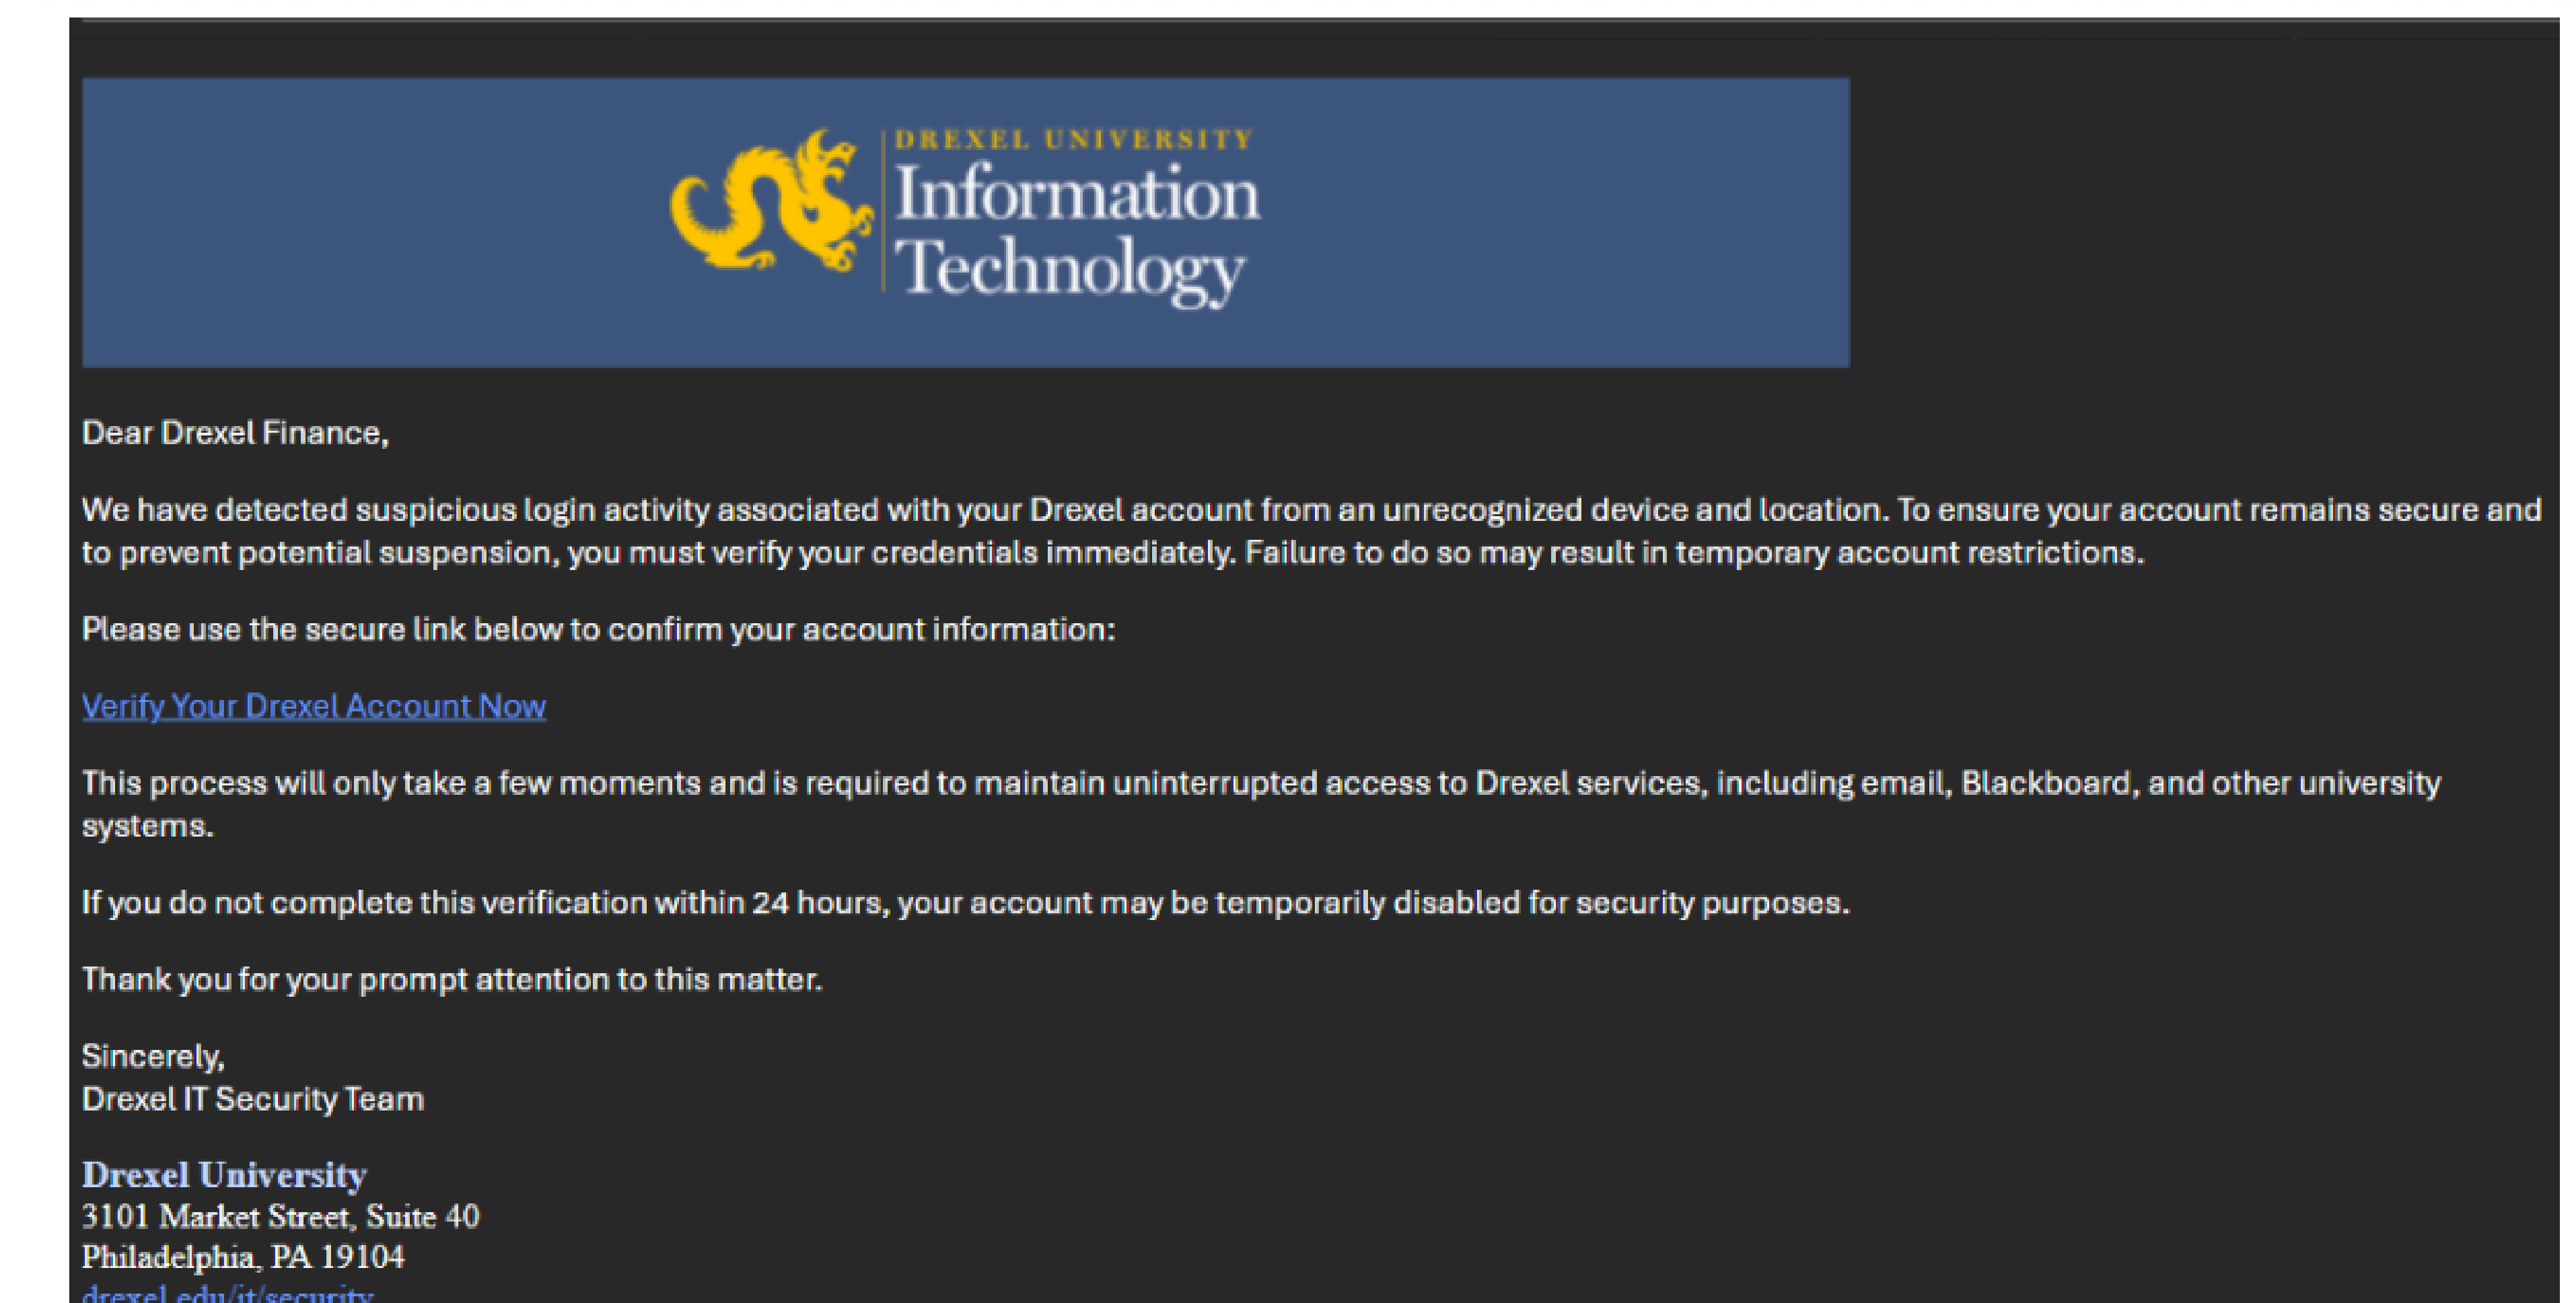 DREXEL UNIVERSITY
Information
Technology
Dear Drexel Finance,
We have detected suspicious login activity associated with your Drexel account from an unrecognized device and location. To ensure your account remains secure and
to prevent potential suspension, you must verify your credentials immediately. Failure to do so may result in temporary account restrictions.
Please use the secure link below to confirm your account information:
Verify Your Drexel Account Now
This process will only take a few moments and is required to maintain uninterrupted access to Drexel services, including email, Blackboard, and other university
systems.
If you do not complete this verification within 24 hours, your account may be temporarily disabled for security purposes.
Thank you for your prompt attention to this matter.
Sincerely,
Drexel IT Security Team
Drexel University
3101 Market Street, Suite 40
Philadelphia, PA 19104
drexel.edu/it/security